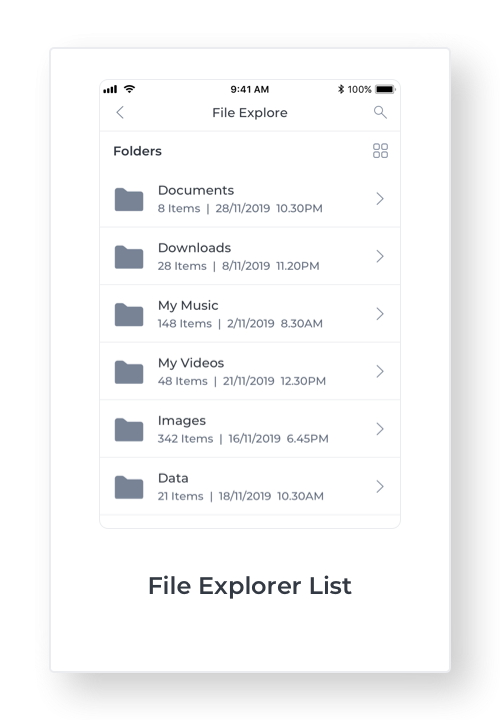 9:41 AM 100%
File Explore
Folders
Documents
8 Items | 28/11/2019 10.30PM
Downloads
28 Items | 8/11/2019 11.20PM
My Music
148 Items | 2/11/2019 8.30AM
My Videos
48 Items | 21/11/2019 12.30PM
Images
342 Items | 16/11/2019 6.45PM
Data
21 Items | 18/11/2019 10.30AM
File Explorer List